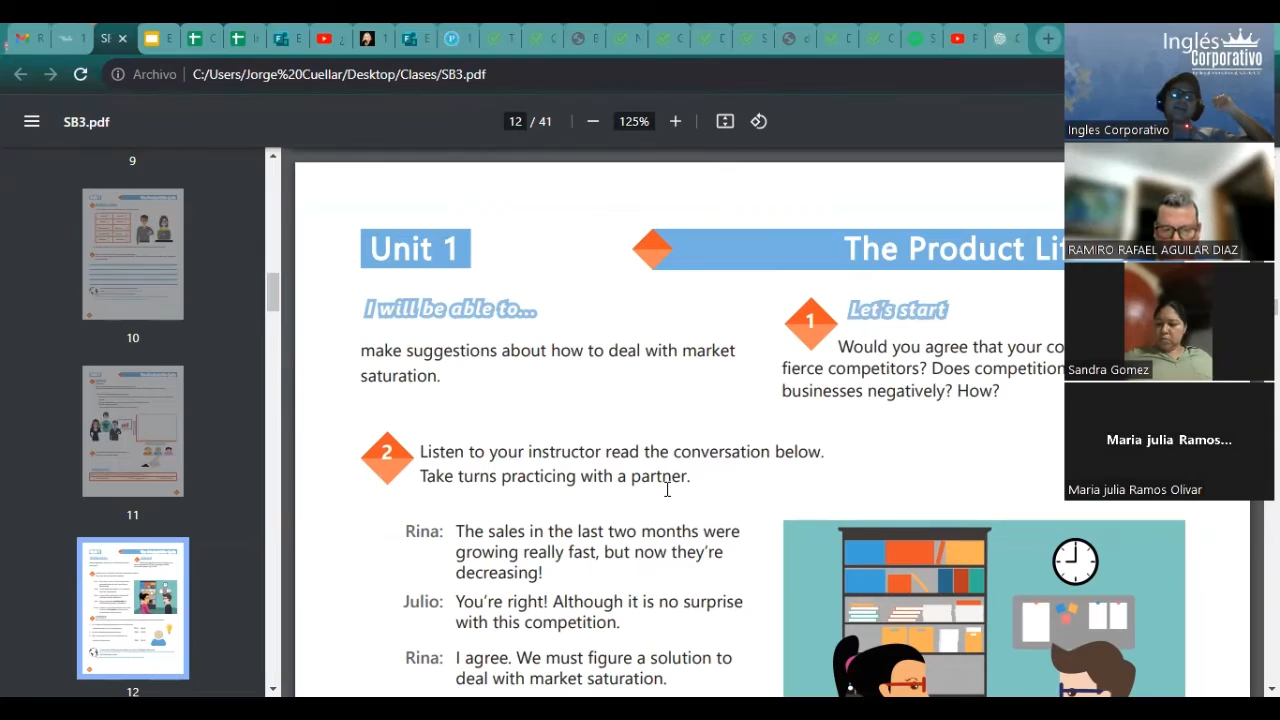 SB3.pdf
Archivo
C:/Users/Jorge%20Cuellar/Desktop/Clases/SB3.pdf
12 / 41
125%
9
10
11
12
Unit 1
The Product Li
I will be able to...
make suggestions about how to deal with market
saturation.
1
Let's start
Would you agree that your co
fierce competitors? Does competition
businesses negatively? How?
2
Listen to your instructor read the conversation below.
Take turns practicing with a partner.
Rina: The sales in the last two months were
growing really fast, but now they're
decreasing!
Julio: You're right! Although it is no surprise
with this competition.
Rina: I agree. We must figure a solution to
deal with market saturation.
Inglés
Corporativo
Ingles Corporativo
RAMIRO RAFAEL AGUILAR DIAZ
Sandra Gomez
Maria julia Ramos...
Maria julia Ramos Olivar